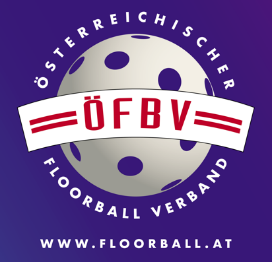 ÖSTERREICHISCHER
ÖFBV
FLOORBALL VERBAND
WWW.FLOORBALL.AT